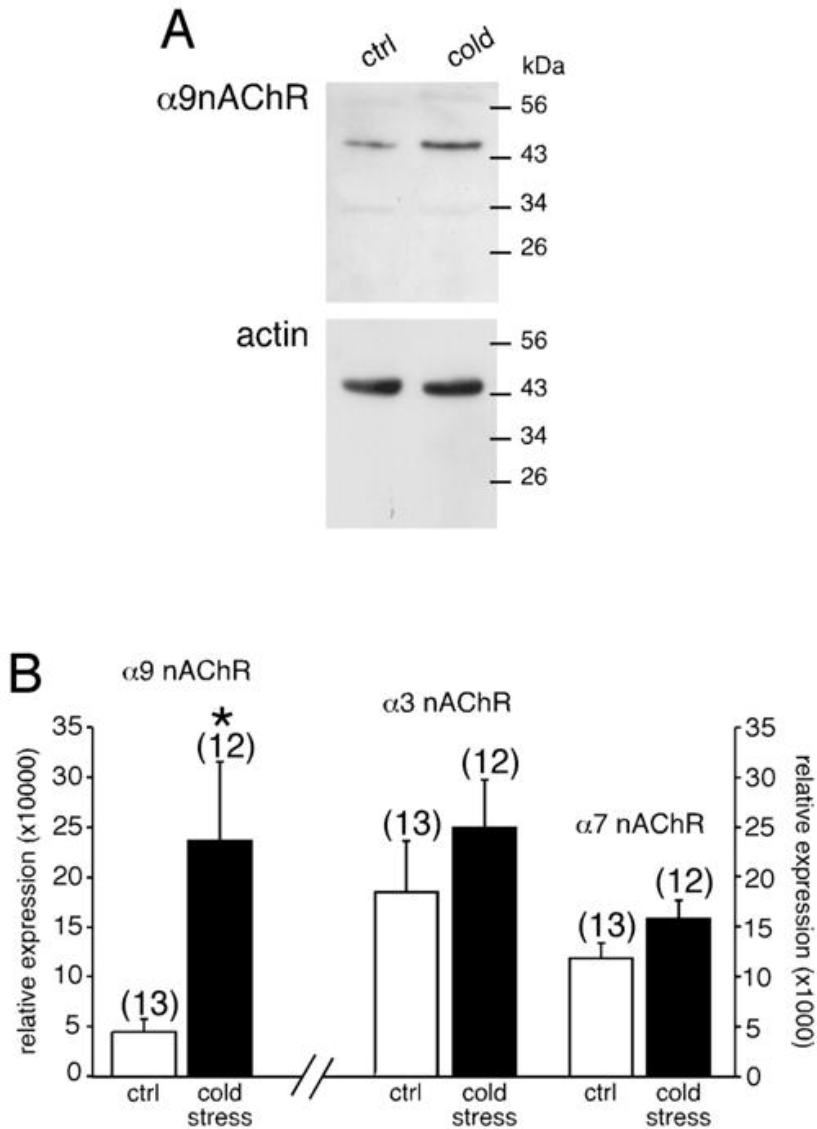 A
ctrl cold
kDa
α9nAChR
56
43
34
26
actin
56
43
34
26
B
α9 nAChR
α3 nAChR
α7 nAChR
relative expression (x10000)
35
30
25
20
15
10
5
0
*
(12)
(13)
(13)
(12)
(13)
(12)
35
30
25
20
15
10
5
0
relative expression (x1000)
ctrl cold stress
ctrl cold stress
ctrl cold stress